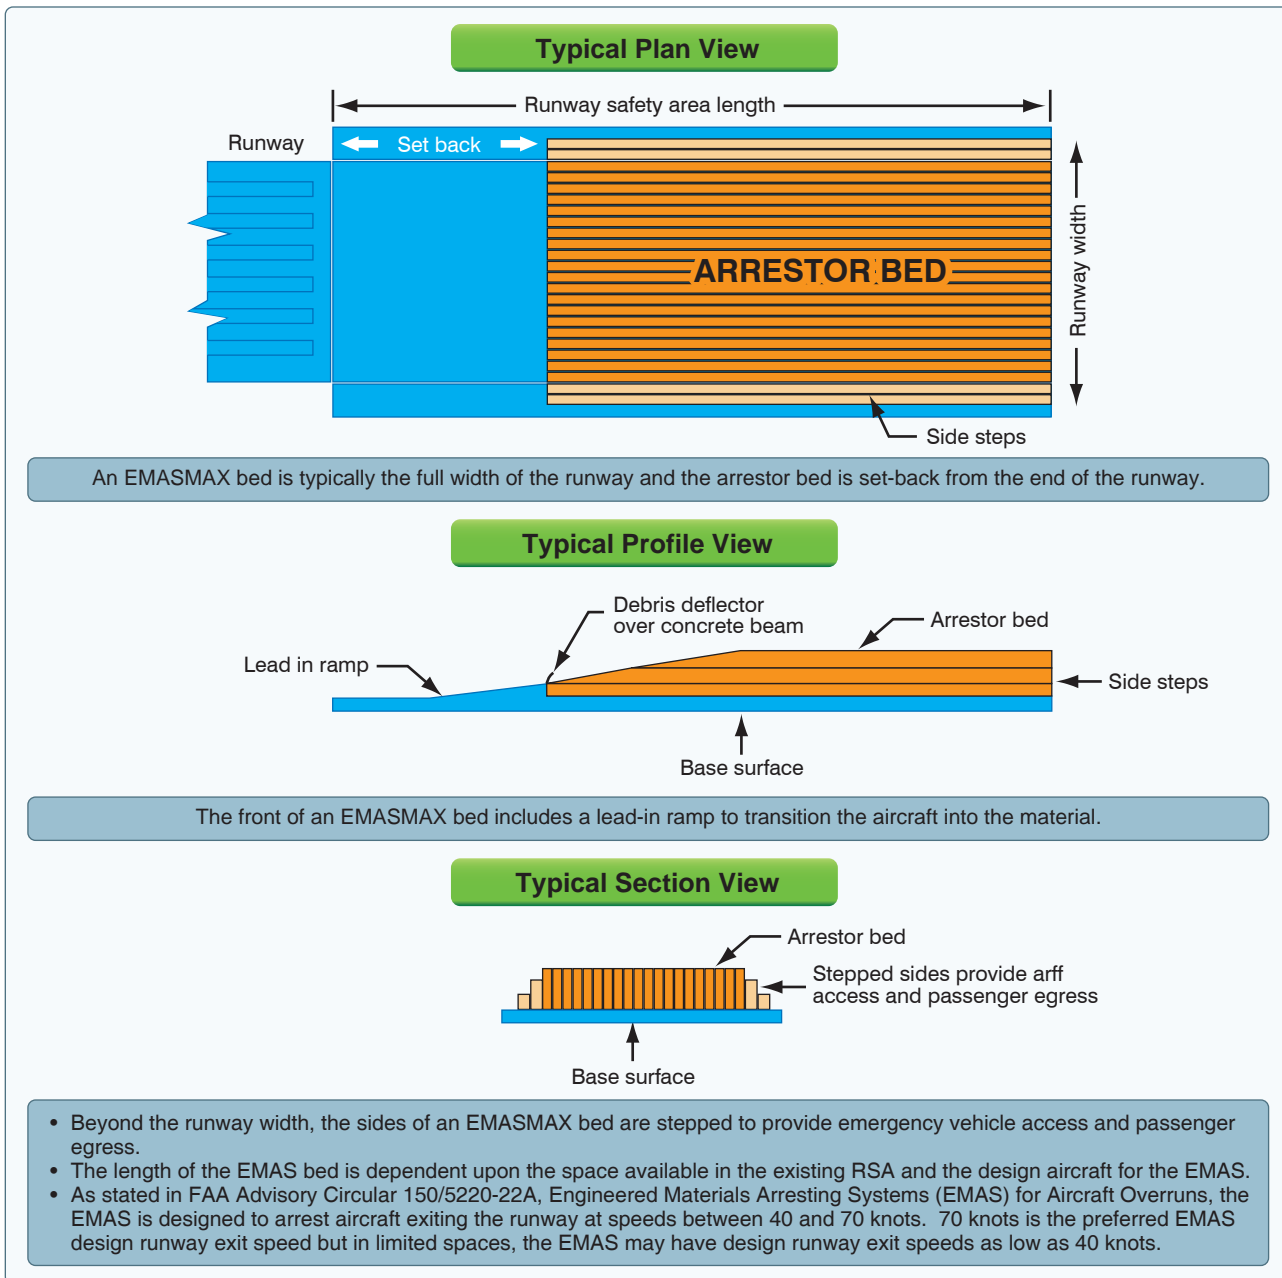 Typical Plan View
Runway safety area length
Runway
Set back
ARRESTOR BED
Runway width
Side steps
An EMASMAX bed is typically the full width of the runway and the arrestor bed is set-back from the end of the runway.
Typical Profile View
Debris deflector
over concrete beam
Arrestor bed
Lead in ramp
Side steps
Base surface
The front of an EMASMAX bed includes a lead-in ramp to transition the aircraft into the material.
Typical Section View
Arrestor bed
Stepped sides provide arff
access and passenger egress
Base surface
• Beyond the runway width, the sides of an EMASMAX bed are stepped to provide emergency vehicle access and passenger
egress.
• The length of the EMAS bed is dependent upon the space available in the existing RSA and the design aircraft for the EMAS.
• As stated in FAA Advisory Circular 150/5220-22A, Engineered Materials Arresting Systems (EMAS) for Aircraft Overruns, the
EMAS is designed to arrest aircraft exiting the runway at speeds between 40 and 70 knots. 70 knots is the preferred EMAS
design runway exit speed but in limited spaces, the EMAS may have design runway exit speeds as low as 40 knots.